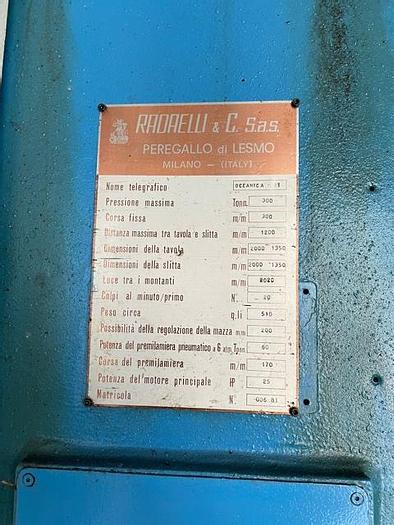 RADAELLI & C. S.a.s.
PEREGALLO di LESMO
MILANO – (ITALY)
Nome telegrafico OCEANICA
Pressione massima Tonn. 300
Corsa fissa m/m 300
Distanza massima tra tavola e slitta m/m 1200
Dimensioni della tavola m/m 2000 1350
Dimensioni della slitta m/m 2000 1350
Luce tra i montanti m/m 2020
Colpi al minuto/primo N.
Peso circa q.li
Possibilità della regolazione della mazza m.m. 200
Potenza del premilamiera pneumatico a 6 atm. Tonn. 60
Corsa del premilamiera m/m 170
Potenza del motore principale HP 25
Matricola N.